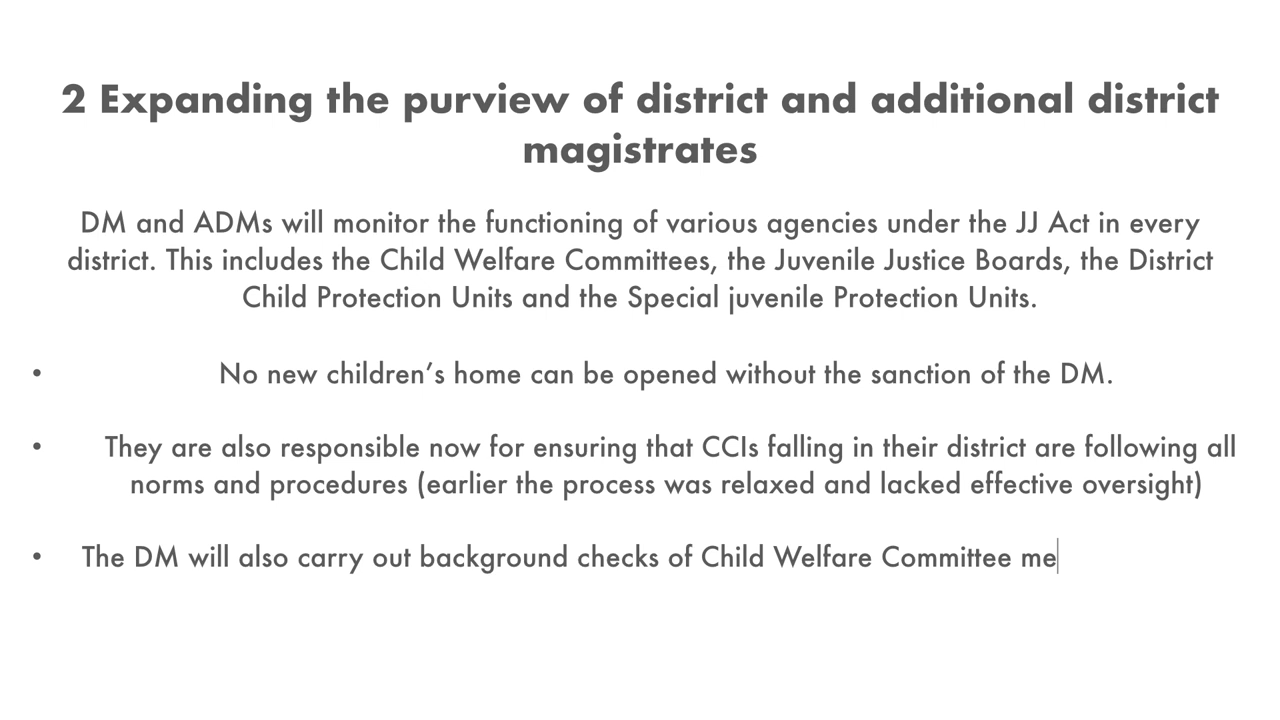 2 Expanding the purview of district and additional district
magistrates
DM and ADMs will monitor the functioning of various agencies under the JJ Act in every
district. This includes the Child Welfare Committees, the Juvenile Justice Boards, the District
Child Protection Units and the Special juvenile Protection Units.
• No new children’s home can be opened without the sanction of the DM.
• They are also responsible now for ensuring that CCIs falling in their district are following all
norms and procedures (earlier the process was relaxed and lacked effective oversight)
• The DM will also carry out background checks of Child Welfare Committee me